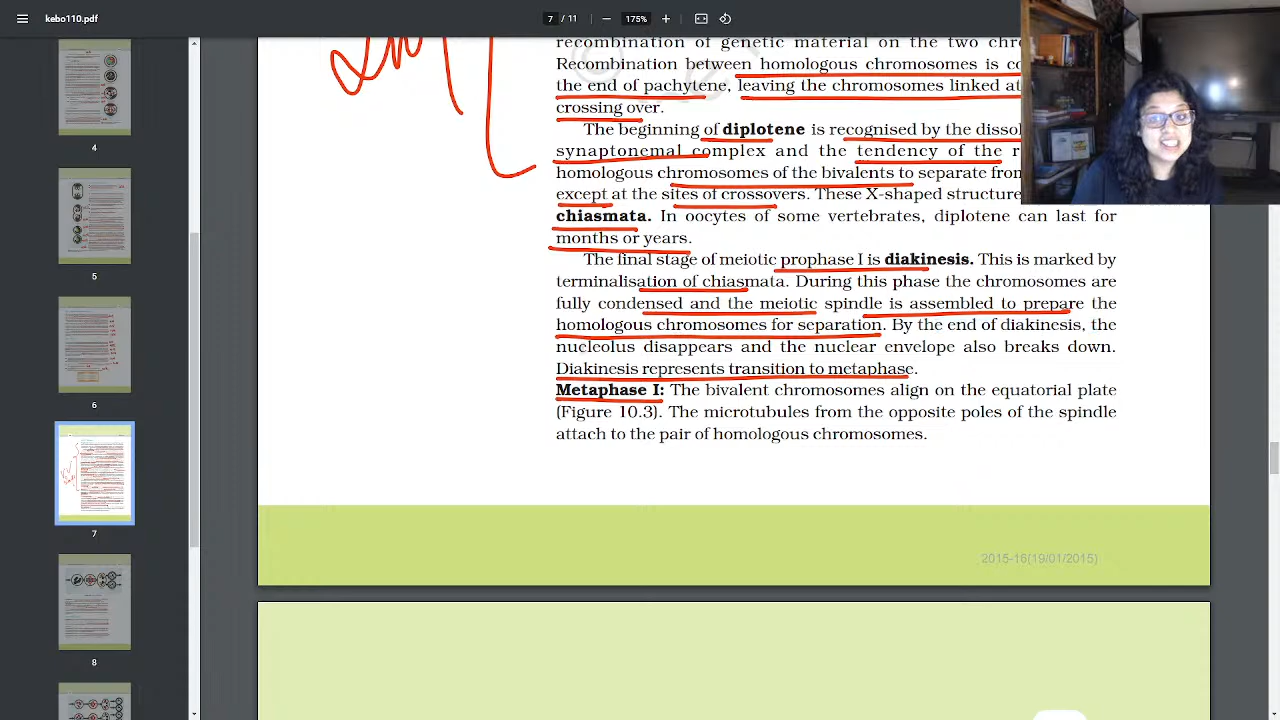 kebo110.pdf
7 / 11
175%
recombination of genetic material on the two
Recombination between homologous chromosomes is
the end of pachytene, leaving the chromosomes linked at
crossing over.
The beginning of diplotene is recognised by the
synaptonemal complex and the tendency of the
homologous chromosomes of the bivalents to separate
except at the sites of crossovers. These X-shaped
chiasmata. In oocytes of some vertebrates, diplotene can last for
months or years.
The final stage of meiotic prophase I is diakinesis. This is marked by
terminalisation of chiasmata. During this phase the chromosomes are
fully condensed and the meiotic spindle is assembled to prepare the
homologous chromosomes for separation. By the end of diakinesis, the
nucleolus disappears and the nuclear envelope also breaks down.
Diakinesis represents transition to metaphase.
Metaphase I: The bivalent chromosomes align on the equatorial plate
(Figure 10.3). The microtubules from the opposite poles of the spindle
attach to the pair of homologous chromosomes.
2015-16(19/01/2015)
4
5
6
7
8